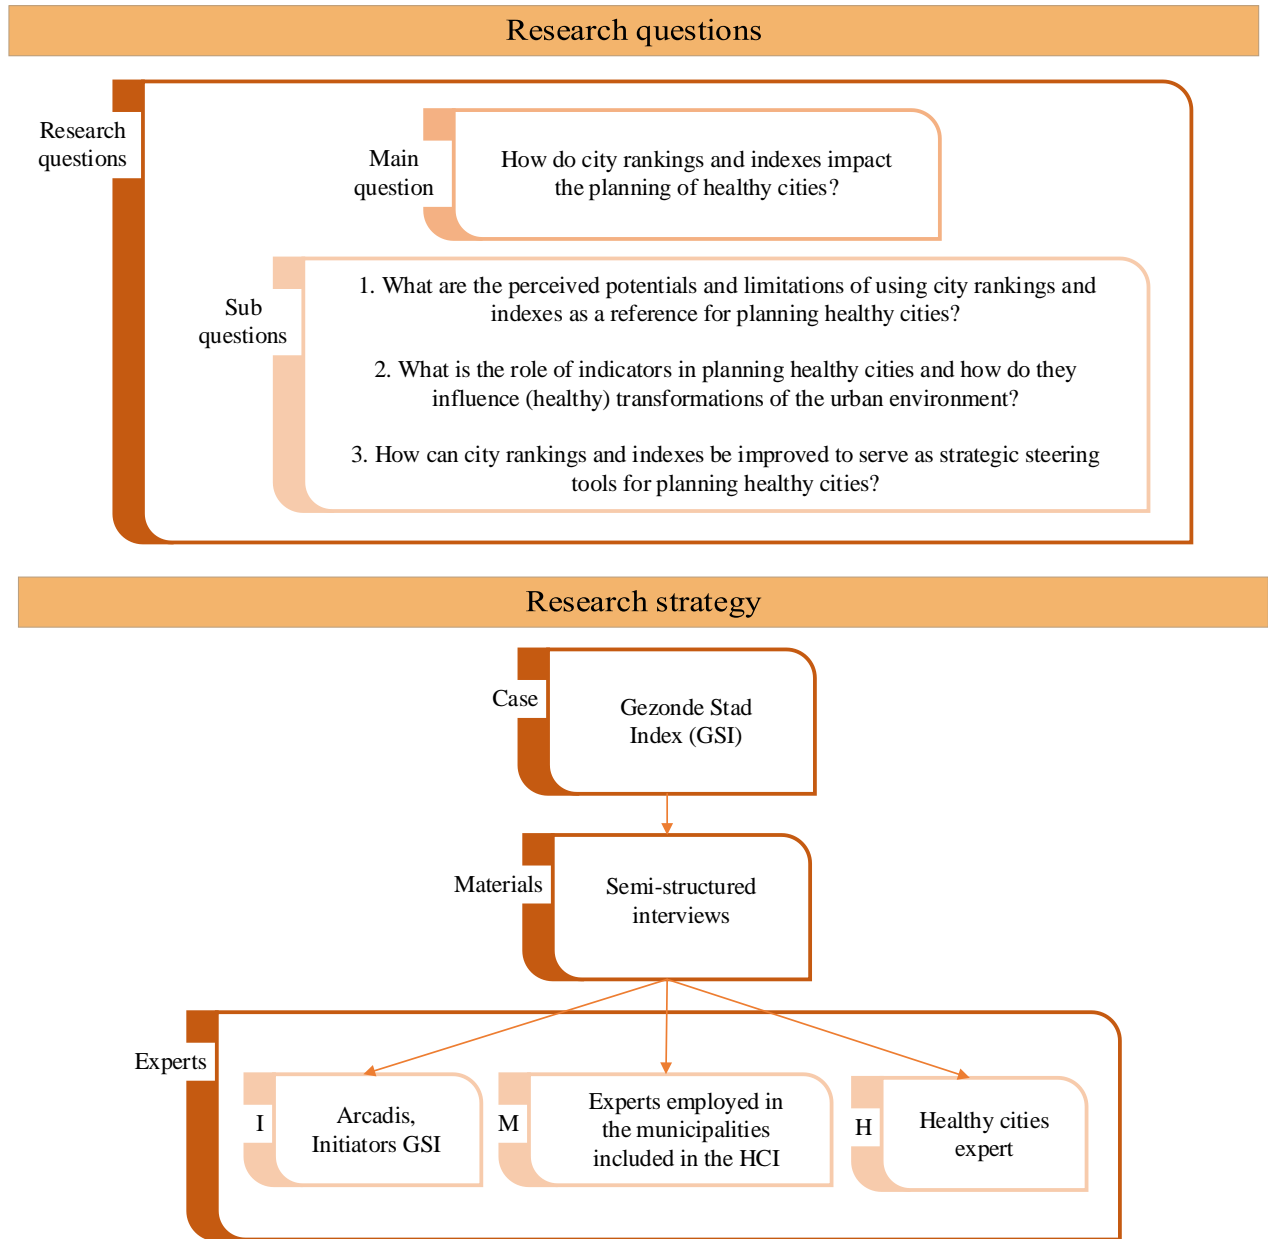 Research questions
Research
questions
Main
question
How do city rankings and indexes impact
the planning of healthy cities?
Sub
questions
1. What are the perceived potentials and limitations of using city rankings and
indexes as a reference for planning healthy cities?
2. What is the role of indicators in planning healthy cities and how do they
influence (healthy) transformations of the urban environment?
3. How can city rankings and indexes be improved to serve as strategic steering
tools for planning healthy cities?
Research strategy
Case
Gezonde Stad
Index (GSI)
Materials
Semi-structured
interviews
Experts
I
Arcadis,
Initiators GSI
M
Experts employed in
the municipalities
included in the HCI
H
Healthy cities
expert